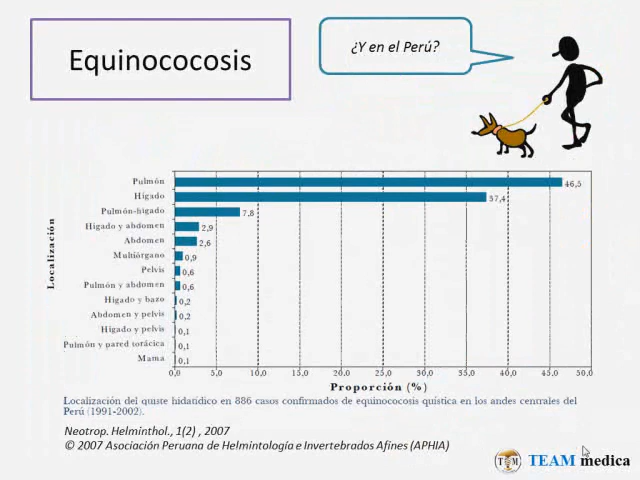 Equinococosis
¿Y en el Perú?
Localización
Pulmón 46,5
Hígado 37,4
Pulmón-hígado 7,8
Hígado y abdomen 2,9
Abdomen 2,6
Multiórgano 0,9
Pelvis 0,6
Pulmón y abdomen 0,6
Hígado y bazo 0,2
Abdomen y pelvis 0,2
Hígado y pelvis 0,1
Pulmón y pared torácica 0,1
Mama 0,1
0,0 5,0 10,0 15,0 20,0 25,0 30,0 35,0 40,0 45,0 50,0
Proporción (%)
Localización del quiste hidatídico en 886 casos confirmados de equinococosis quística en los andes centrales del
Perú (1991-2002).
Neotrop. Helminthol., 1(2) , 2007
© 2007 Asociación Peruana de Helmintología e Invertebrados Afines (APHIA)
TEAM medica